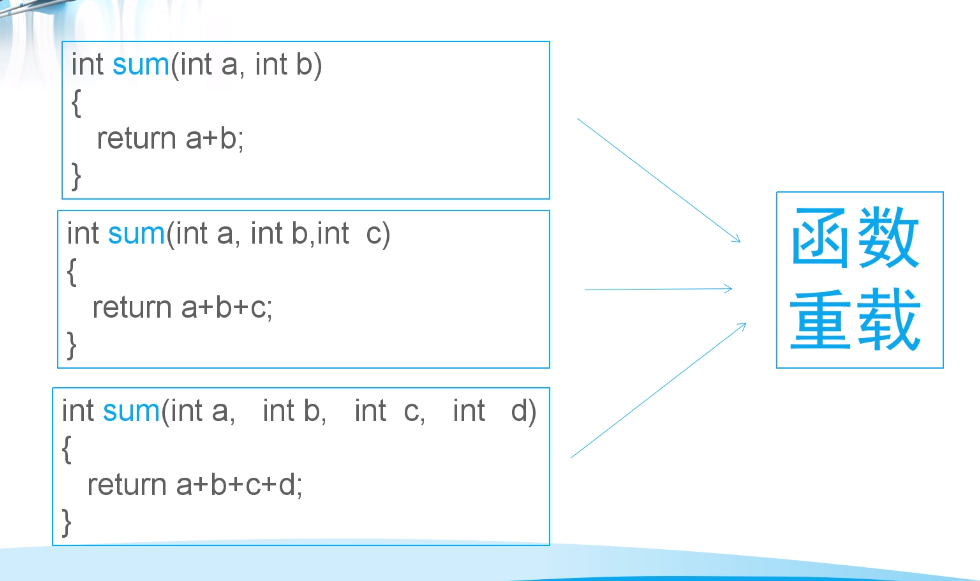 int sum(int a, int b)
{
return a+b;
}
int sum(int a, int b,int c)
{
return a+b+c;
}
int sum(int a, int b, int c, int d)
{
return a+b+c+d;
}
函数
重载